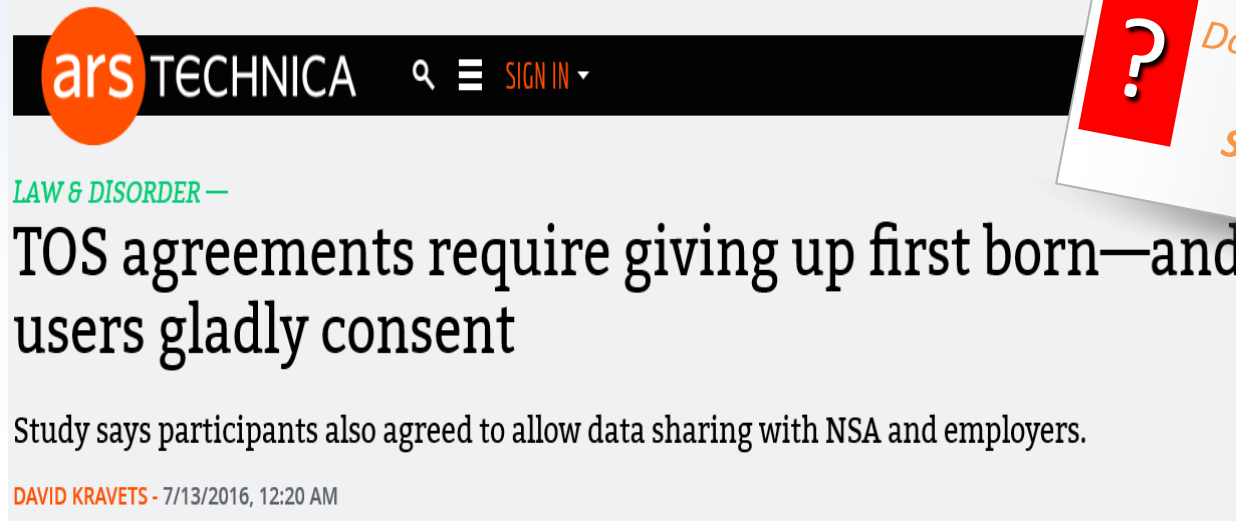 ars TECHNICA SIGN IN
?
LAW & DISORDER —
TOS agreements require giving up first born—and
users gladly consent
Study says participants also agreed to allow data sharing with NSA and employers.
DAVID KRAVETS - 7/13/2016, 12:20 AM